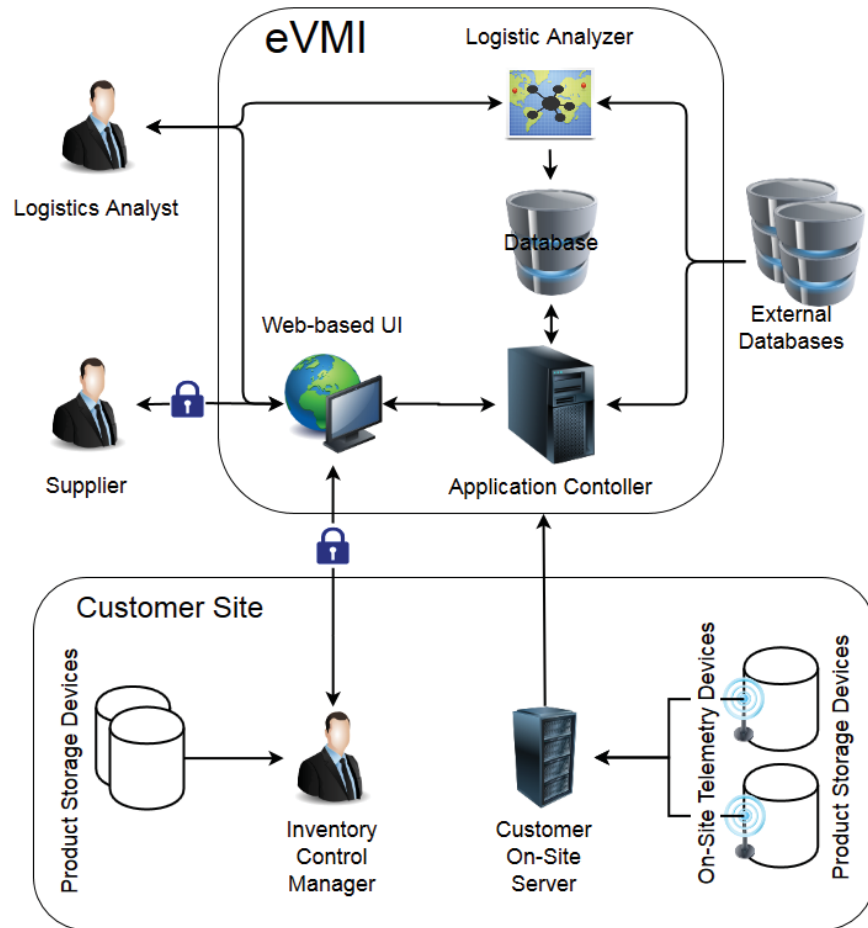 eVMI
Logistic Analyzer
Logistics Analyst
Database
External
Databases
Web-based UI
Supplier
Application Contoller
Customer Site
Product Storage Devices
On-Site Telemetry Devices
Product Storage Devices
Inventory
Control
Manager
Customer
On-Site
Server